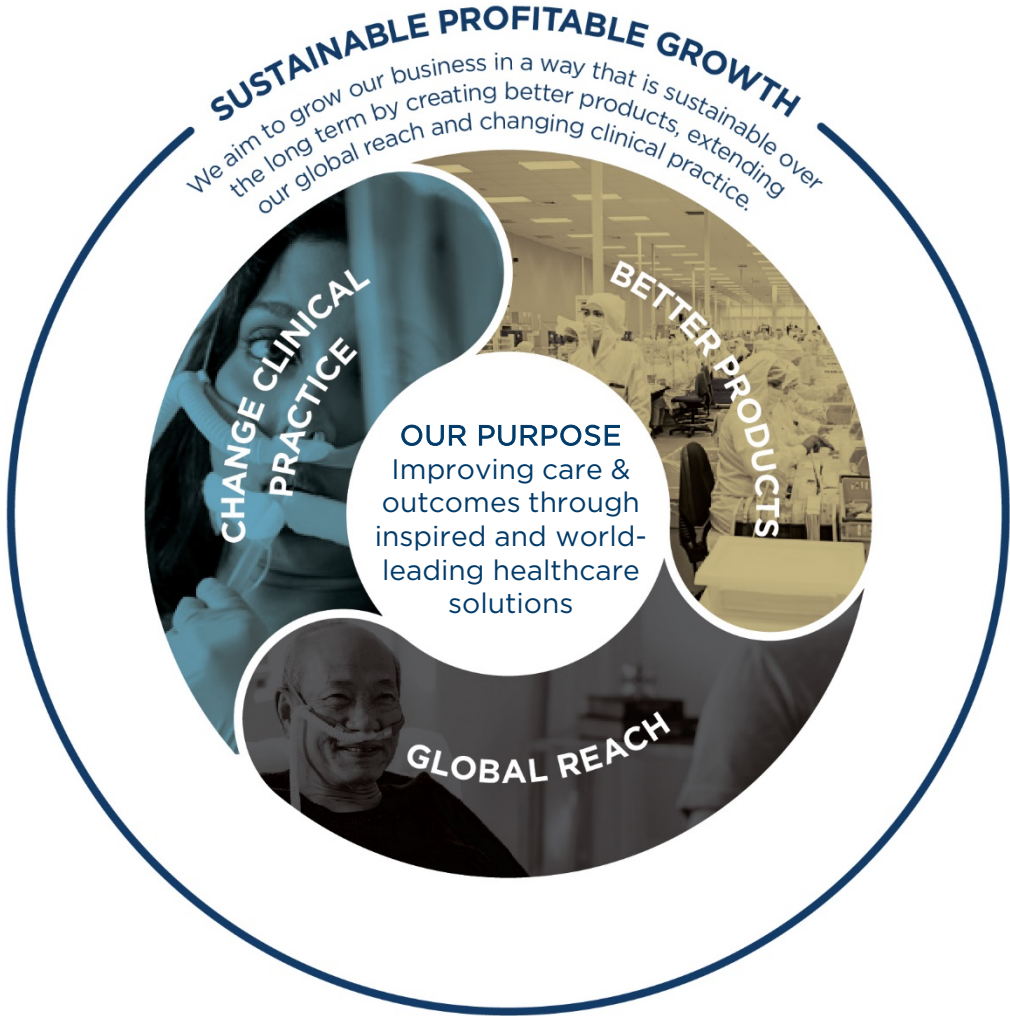 SUSTAINABLE PROFITABLE GROWTH
We aim to grow our business in a way that is sustainable over
the long term by creating better products, extending
our global reach and changing clinical practice.
CHANGE CLINICAL
PRACTICE
BETTER PRODUCTS
OUR PURPOSE
Improving care &
outcomes through
inspired and world-
leading healthcare
solutions
GLOBAL REACH